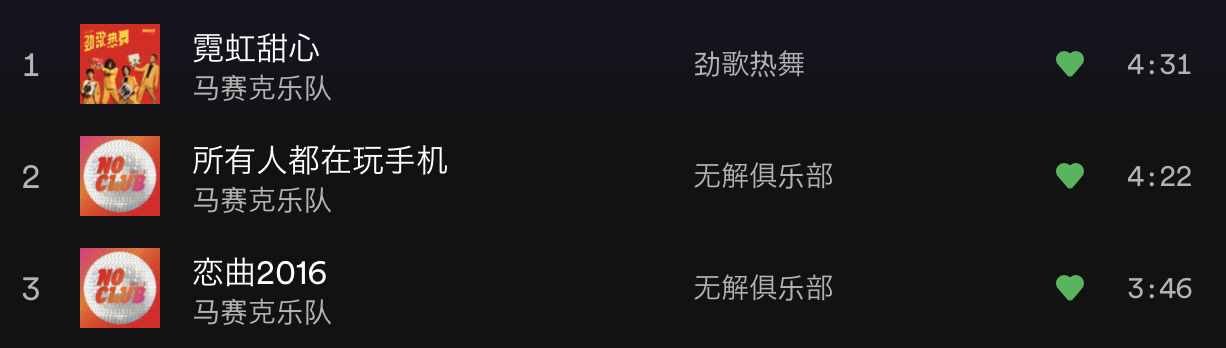 1
劲歌热舞
霓虹甜心
马赛克乐队
劲歌热舞
4:31
2
NO
CLUB
所有人都在玩手机
马赛克乐队
无解俱乐部
4:22
3
NO
CLUB
恋曲2016
马赛克乐队
无解俱乐部
3:46